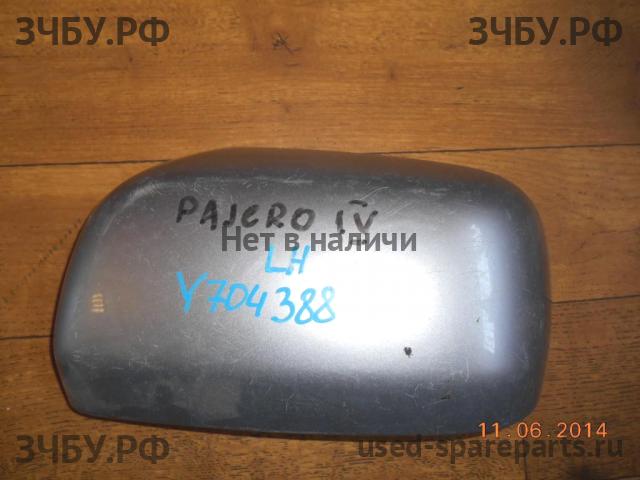 ЗЧБУ.РФ ЗЧБУ.РФ
PAJERO IV
Нет в наличи
LH
Y704388
11.06.2014
ЗЧБУ.РФ used-spareparts.ru